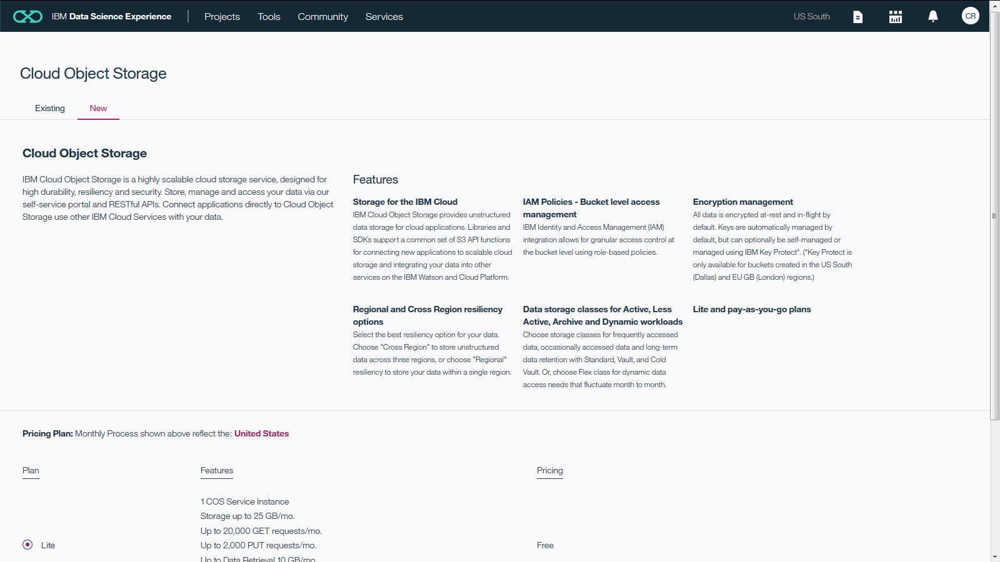 IBM Data Science Experience
Projects
Tools
Community
Services
US South
CR
Cloud Object Storage
Existing
New
Cloud Object Storage
IBM Cloud Object Storage is a highly scalable cloud storage service, designed for
high durability, resiliency and security. Store, manage and access your data via our
self-service portal and RESTful APIs. Connect applications directly to Cloud Object
Storage use other IBM Cloud Services with your data.
Features
Storage for the IBM Cloud
IBM Cloud Object Storage provides unstructured
data storage for cloud applications. Libraries and
SDKs support a common set of S3 API functions
for connecting new applications to scalable cloud
storage and integrating your data into other
services on the IBM Watson and Cloud Platform.
IAM Policies - Bucket level access
management
IBM Identity and Access Management (IAM)
integration allows for granular access control at
the bucket level using role-based policies.
Encryption management
All data is encrypted at-rest and in-flight by
default. Keys are automatically managed by
default, but can optionally be self-managed or
managed using IBM Key Protect*. (*Key Protect is
only available for buckets created in the US South
(Dallas) and EU GB (London) regions.)
Regional and Cross Region resiliency
options
Select the best resiliency option for your data.
Choose "Cross Region" to store unstructured
data across three regions, or choose "Regional"
resiliency to store your data within a single region.
Data storage classes for Active, Less
Active, Archive and Dynamic workloads
Choose storage classes for frequently accessed
data, occasionally accessed data and long-term
data retention with Standard, Vault, and Cold
Vault. Or, choose Flex class for dynamic data
access needs that fluctuate month to month.
Lite and pay-as-you-go plans
Pricing Plan: Monthly Process shown above reflect the: United States
Plan
Features
Pricing
1 COS Service Instance
Storage up to 25 GB/mo.
Up to 20,000 GET requests/mo.
Lite
Up to 2,000 PUT requests/mo.
Free
Up to Data Retrieval 10 GB/mo